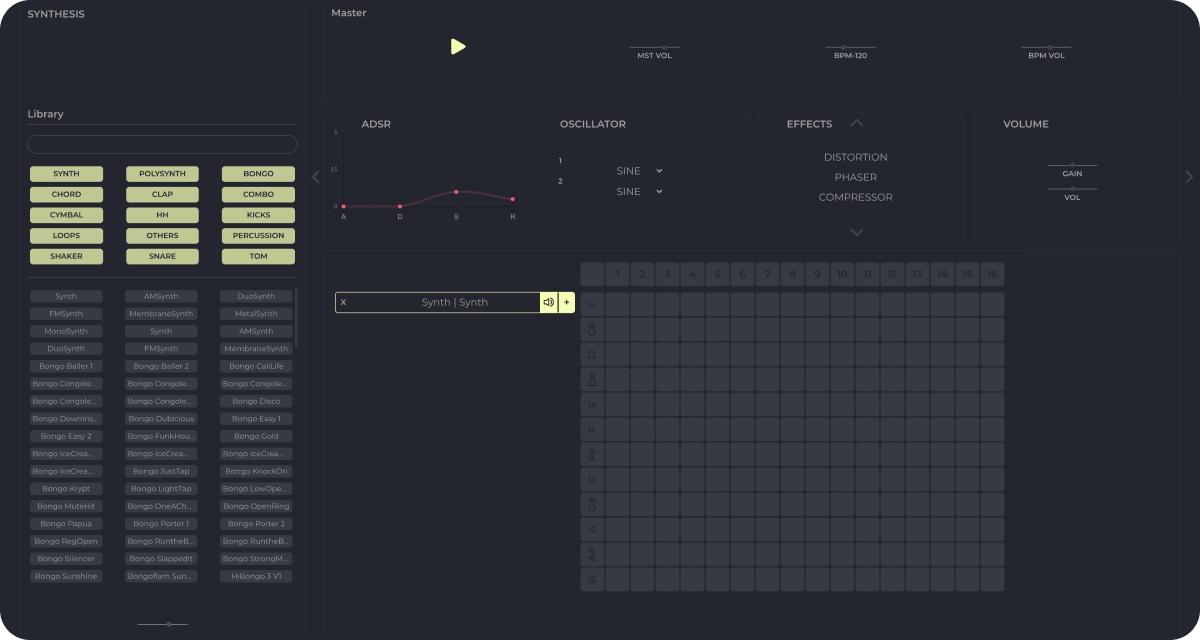 SYNTHESIS
Library
SYNTH POLYSYNTH BONGO
CHORD CLAP COMBO
CYMBAL HH KICKS
LOOPS OTHERS PERCUSSION
SHAKER SNARE TOM
Synth AMSynth DuoSynth
FMSynth MembraneSynth MetalSynth
MonoSynth Synth AMSynth
DuoSynth FMSynth MembraneSynth
Bongo Baller 1 Bongo Baller 2 Bongo CaliLife
Bongo Congole... Bongo Congole... Bongo Congole...
Bongo Congole... Bongo Congole... Bongo Disco
Bongo DownIns... Bongo Dubicious Bongo Easy 1
Bongo Easy 2 Bongo FunkHou... Bongo Gold
Bongo IceCrea... Bongo IceCrea... Bongo IceCrea...
Bongo IceCrea... Bongo JustTap Bongo KnockOn
Bongo Krypt Bongo LightTap Bongo LowOpe...
Bongo MuteHit Bongo OneACh... Bongo OpenRing
Bongo Papua Bongo Porter 1 Bongo Porter 2
Bongo RegOpen Bongo RuntheB... Bongo RuntheB...
Bongo Silencer Bongo SlappedIt Bongo StrongM...
Bongo Sunshine Bongoflam Sun... HiBongo 3 V1
Master
MST VOL BPM-120 BPM VOL
ADSR
5
2.5
0
A D S R
OSCILLATOR
1 SINE
2 SINE
EFFECTS
DISTORTION
PHASER
COMPRESSOR
VOLUME
GAIN
VOL
X Synth | Synth +
1 2 3 4 5 6 7 8 9 10 11 12 13 14 15 16
C
C#
D
D#
E
F
F#
G
G#
A
A#
B